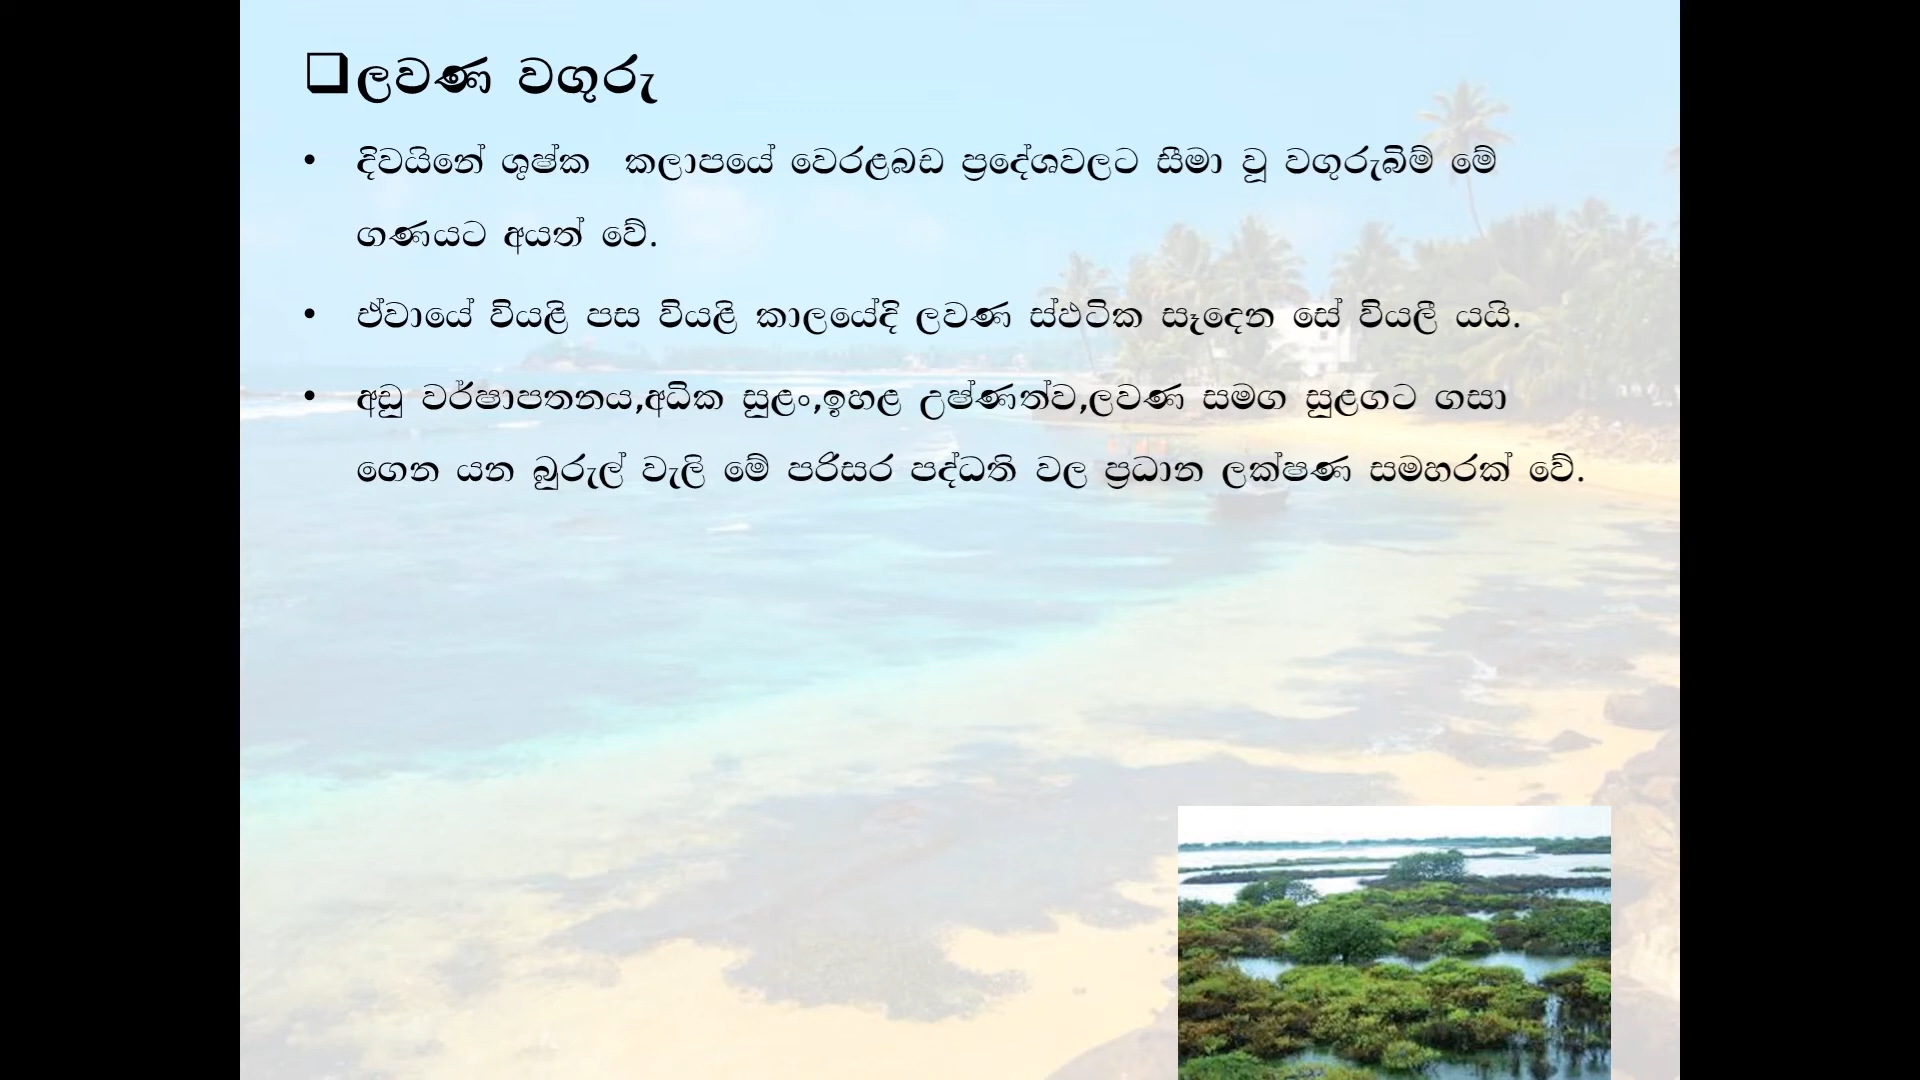 ❑ලවණ වගුරු
• දිවයිනේ ශුෂ්ක කලාපයේ වෙරළබඩ ප්‍රදේශවලට සීමා වූ වගුරුබිම් මේ
ගණයට අයත් වේ.
• ඒවායේ වියළි පස වියළි කාලයේදි ලවණ ස්ඵටික සෑදෙන සේ වියලී යයි.
• අඩු වර්ෂාපතනය,අධික සුළං,ඉහළ උෂ්ණත්ව,ලවණ සමග සුළගට ගසා
ගෙන යන බුරුල් වැලි මේ පරිසර පද්ධති වල ප්‍රධාන ලක්ෂණ සමහරක් වේ.